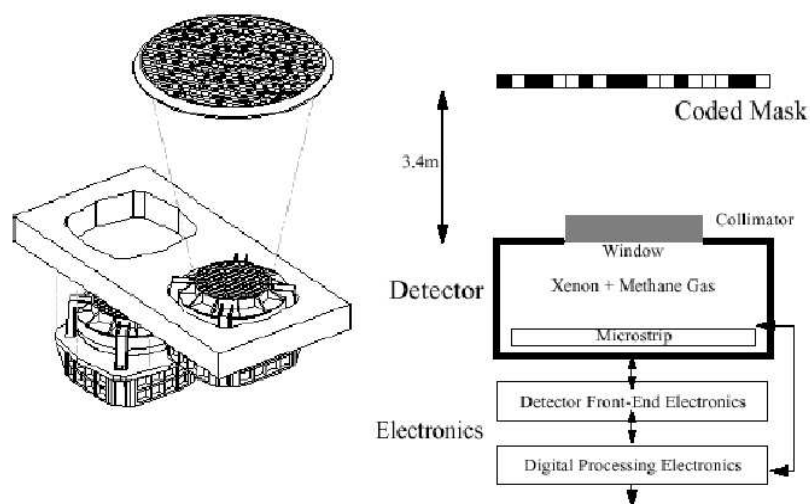 Coded Mask
3.4m
Collimator
Window
Detector
Xenon + Methane Gas
Microstrip
Detector Front-End Electronics
Electronics
Digital Processing Electronics